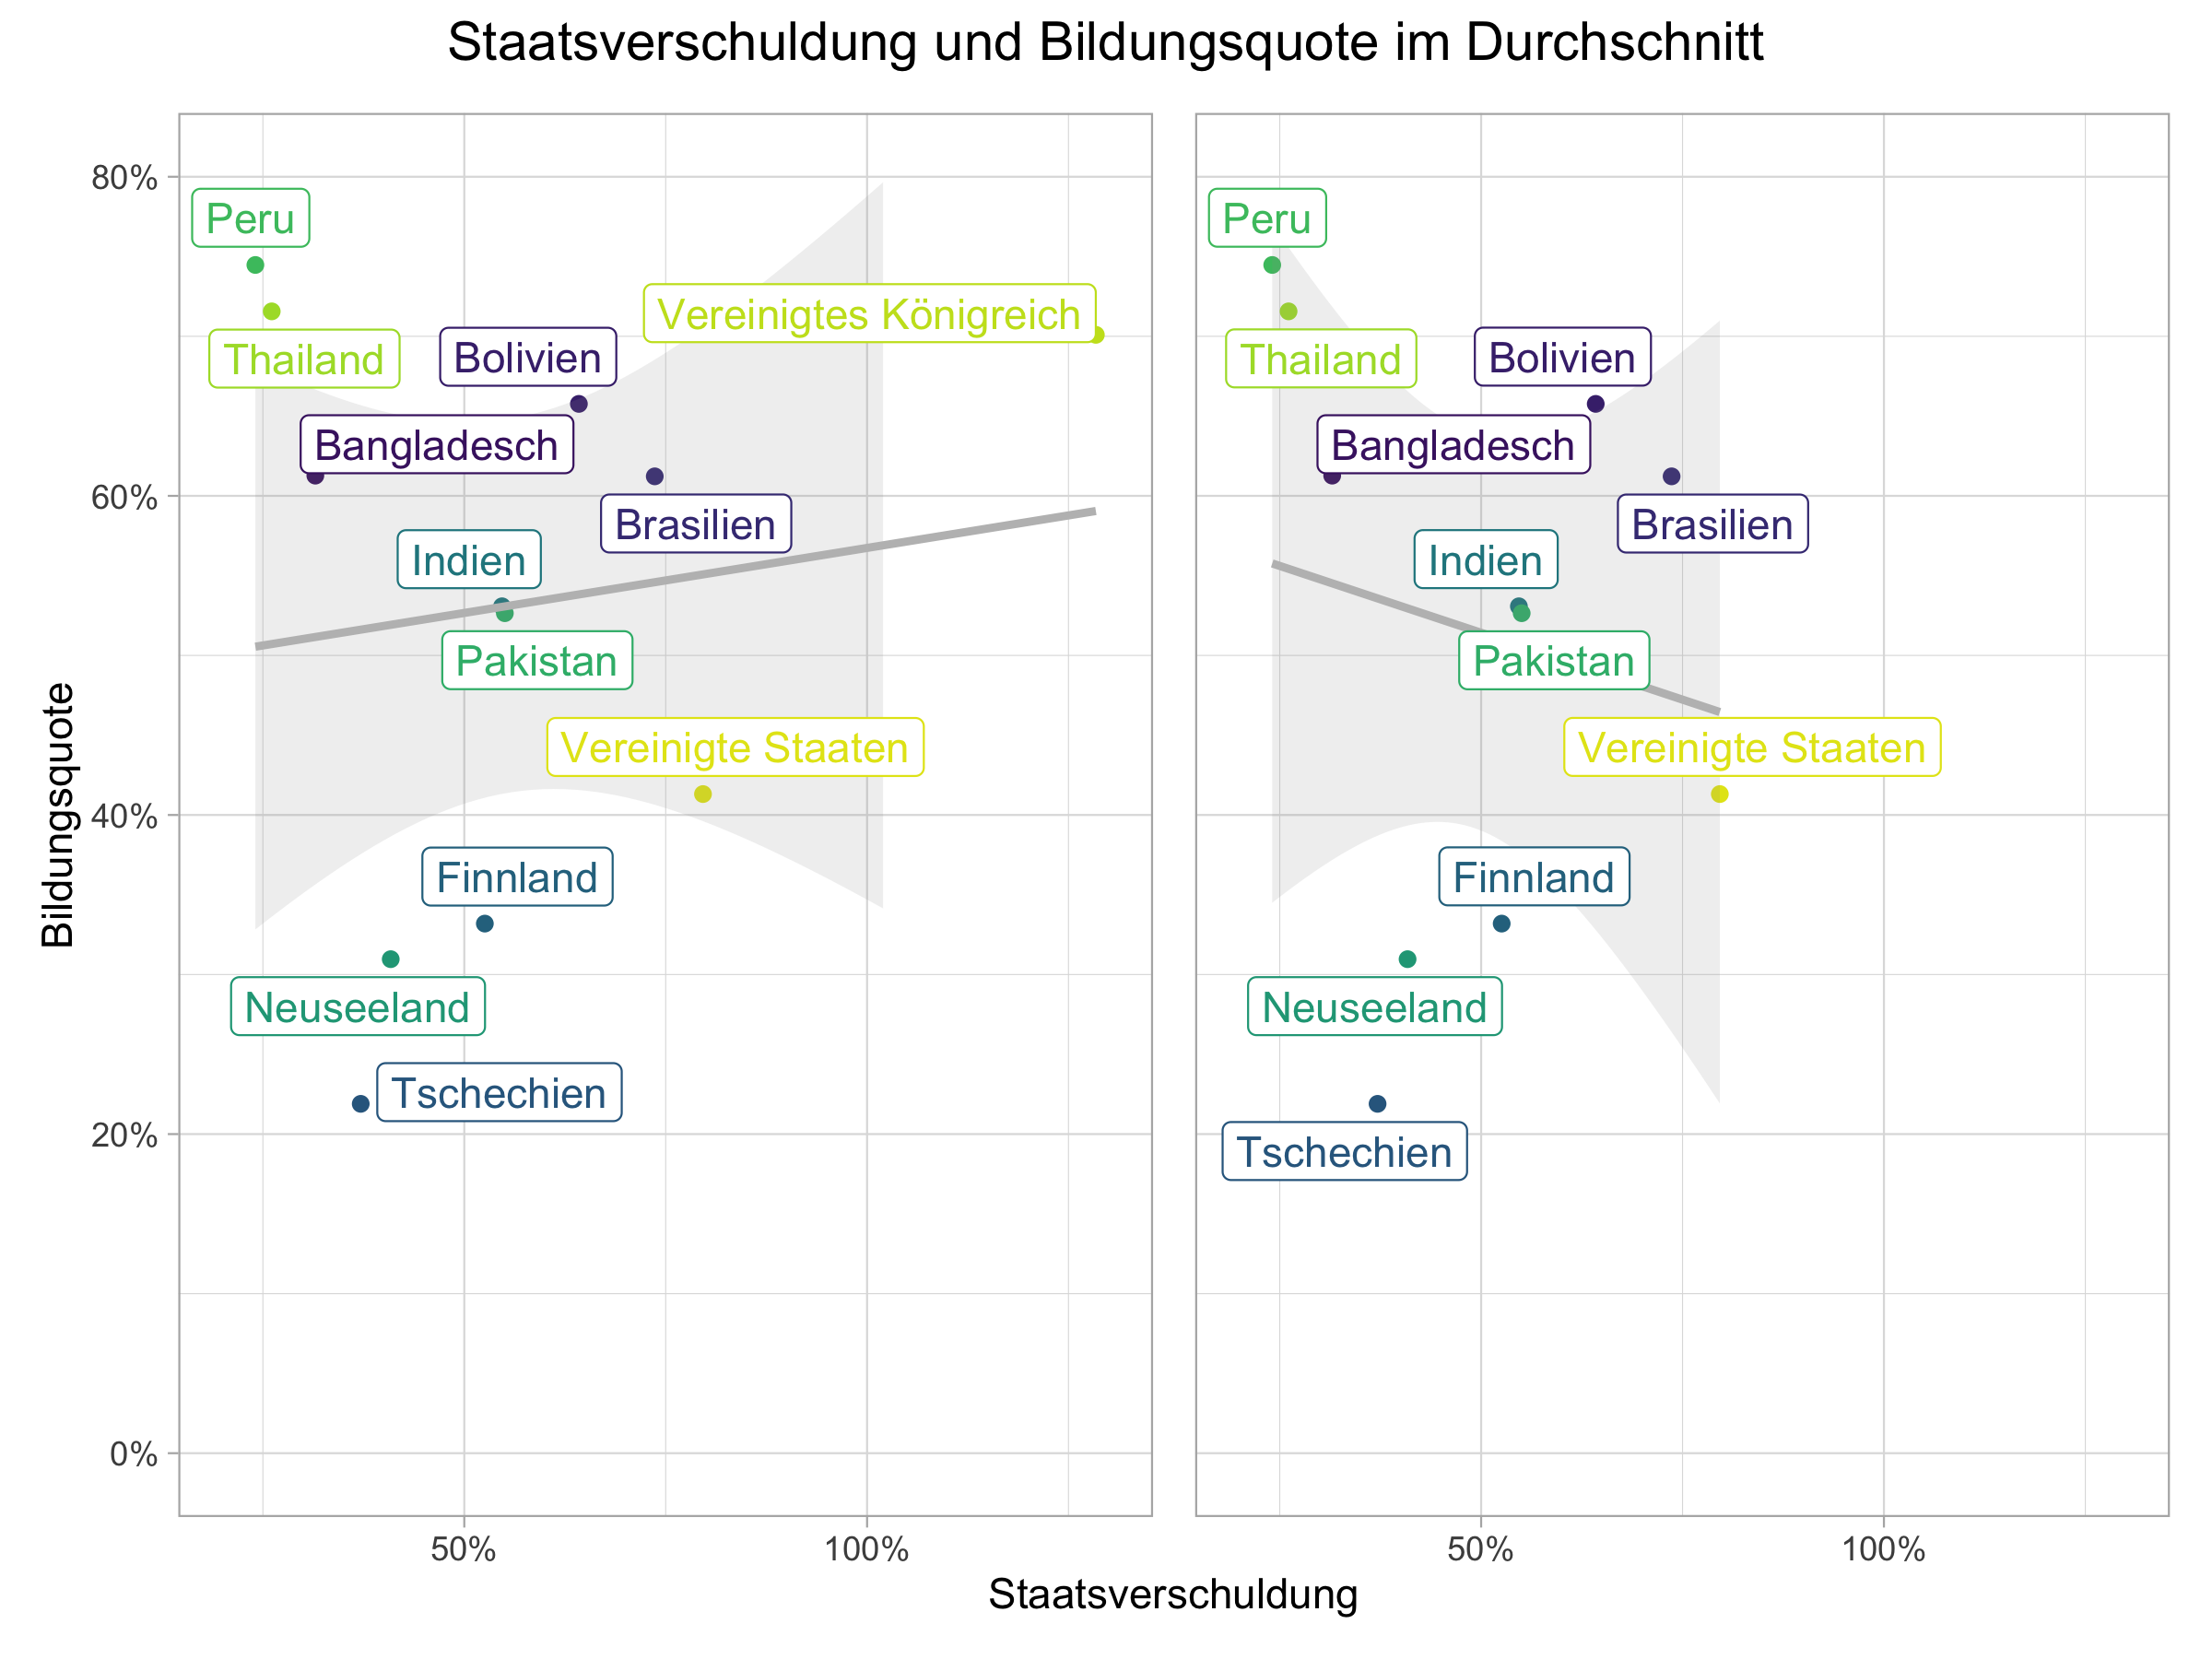 Staatsverschuldung und Bildungsquote im Durchschnitt
Bildungsquote
80%
60%
40%
20%
0%
Peru
Thailand
Vereinigtes Königreich
Bolivien
Bangladesch
Brasilien
Indien
Pakistan
Vereinigte Staaten
Finnland
Neuseeland
Tschechien
50%
100%
Peru
Thailand
Bolivien
Bangladesch
Brasilien
Indien
Pakistan
Vereinigte Staaten
Finnland
Neuseeland
Tschechien
50%
100%
Staatsverschuldung